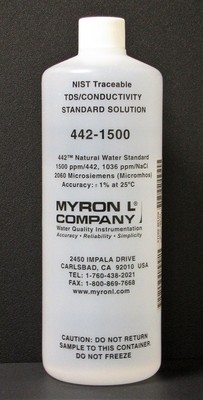 NIST Traceable
TDS/CONDUCTIVITY
STANDARD SOLUTION
442-1500
442™ Natural Water Standard
1500 ppm/442, 1036 ppm/NaCl
2060 Microsiemens (Micromhos)
Accuracy: ± 1% at 25°C
MYRON L®
COMPANY
Water Quality Instrumentation
Accuracy • Reliability • Simplicity
2450 IMPALA DRIVE
CARLSBAD, CA 92010 USA
TEL: 1-760-438-2021
FAX: 1-800-869-7668
www.myronl.com
CAUTION: DO NOT RETURN
SAMPLE TO THIS CONTAINER
DO NOT FREEZE